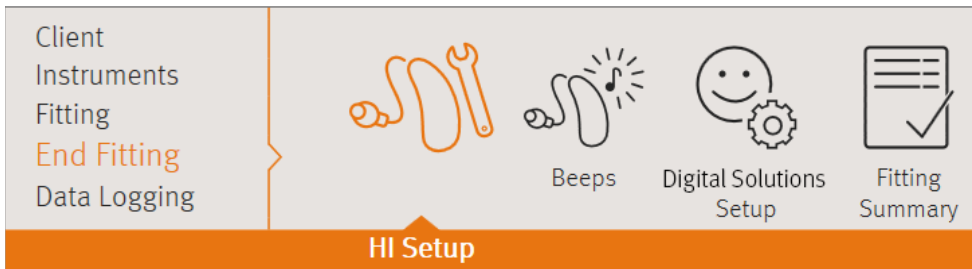 Client
Instruments
Fitting
End Fitting
Data Logging
Beeps
Digital Solutions
Setup
Fitting
Summary
HI Setup